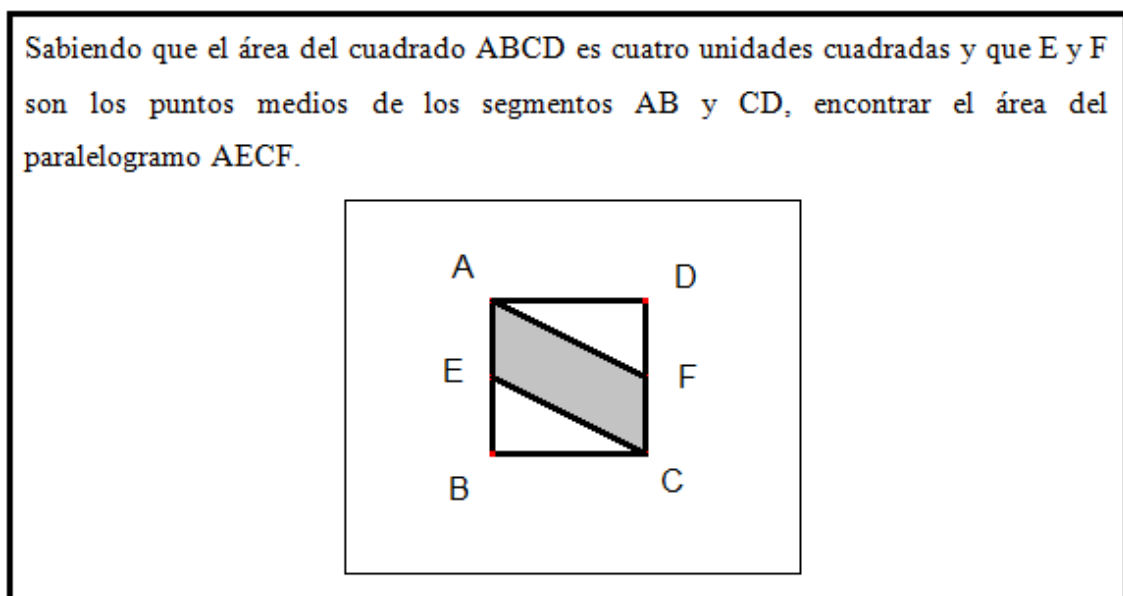 Sabiendo que el área del cuadrado ABCD es cuatro unidades cuadradas y que E y F
son los puntos medios de los segmentos AB y CD, encontrar el área del
paralelogramo AECF.
A
D
E
F
B
C